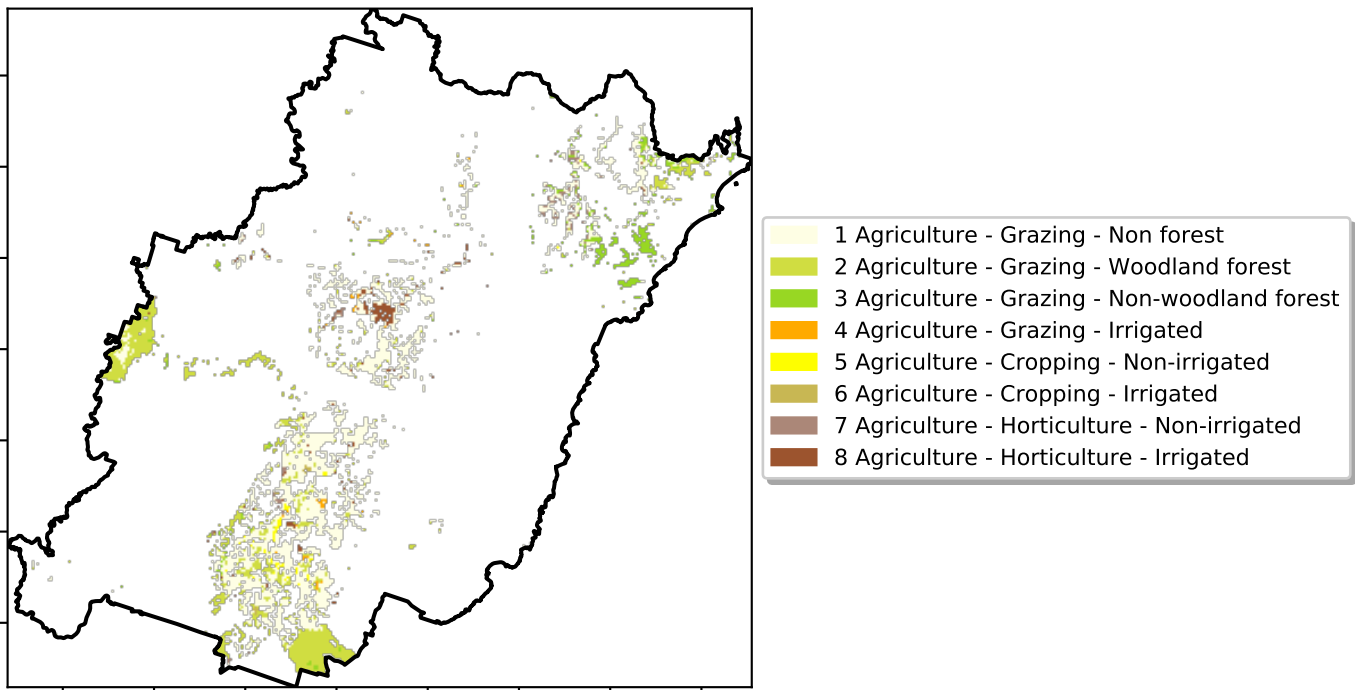 1 Agriculture - Grazing - Non forest
2 Agriculture - Grazing - Woodland forest
3 Agriculture - Grazing - Non-woodland forest
4 Agriculture - Grazing - Irrigated
5 Agriculture - Cropping - Non-irrigated
6 Agriculture - Cropping - Irrigated
7 Agriculture - Horticulture - Non-irrigated
8 Agriculture - Horticulture - Irrigated